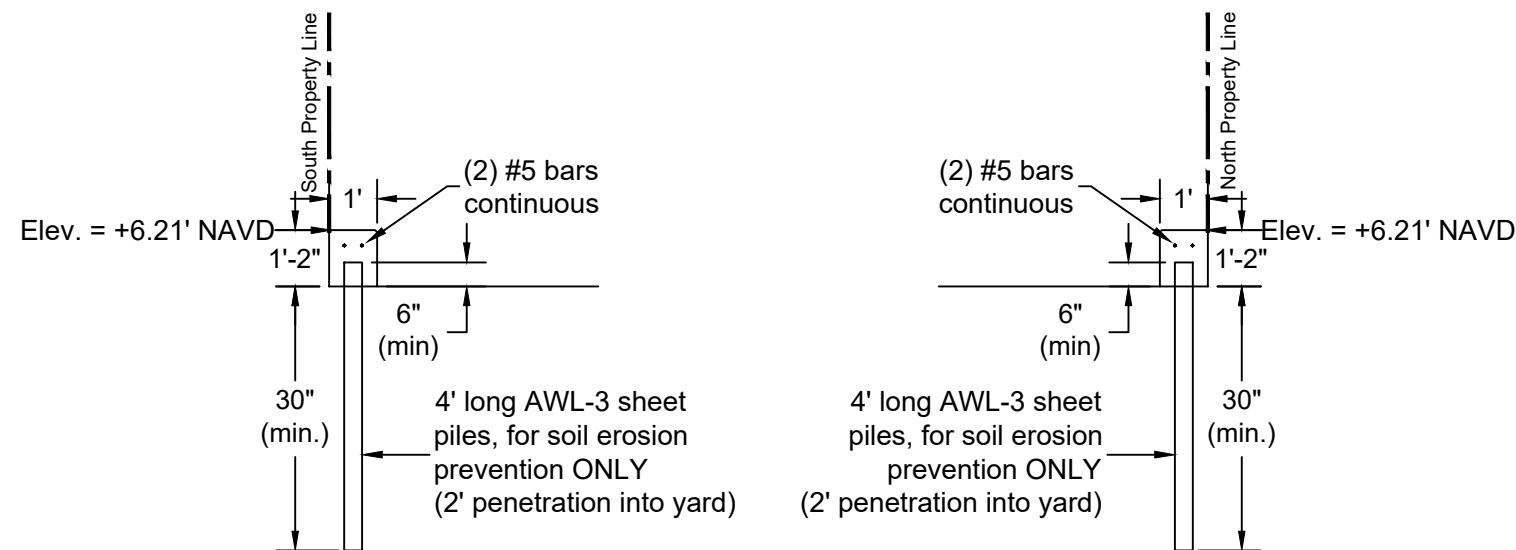 South Property Line
(2) #5 bars
continuous
1'
Elev. = +6.21' NAVD
1'-2"
6"
(min)
30"
(min.)
4' long AWL-3 sheet
piles, for soil erosion
prevention ONLY
(2' penetration into yard)
North Property Line
(2) #5 bars
continuous
1'
Elev. = +6.21' NAVD
1'-2"
6"
(min)
4' long AWL-3 sheet
piles, for soil erosion
prevention ONLY
(2' penetration into yard)
30"
(min.)